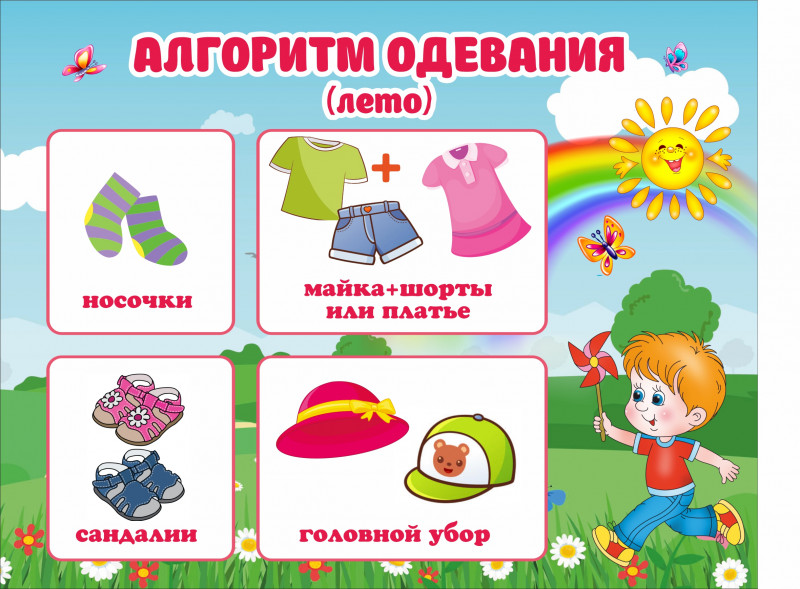 АЛГОРИТМ ОДЕВАНИЯ
(лето)
носочки
майка+шорты
или платье
сандалии
головной убор